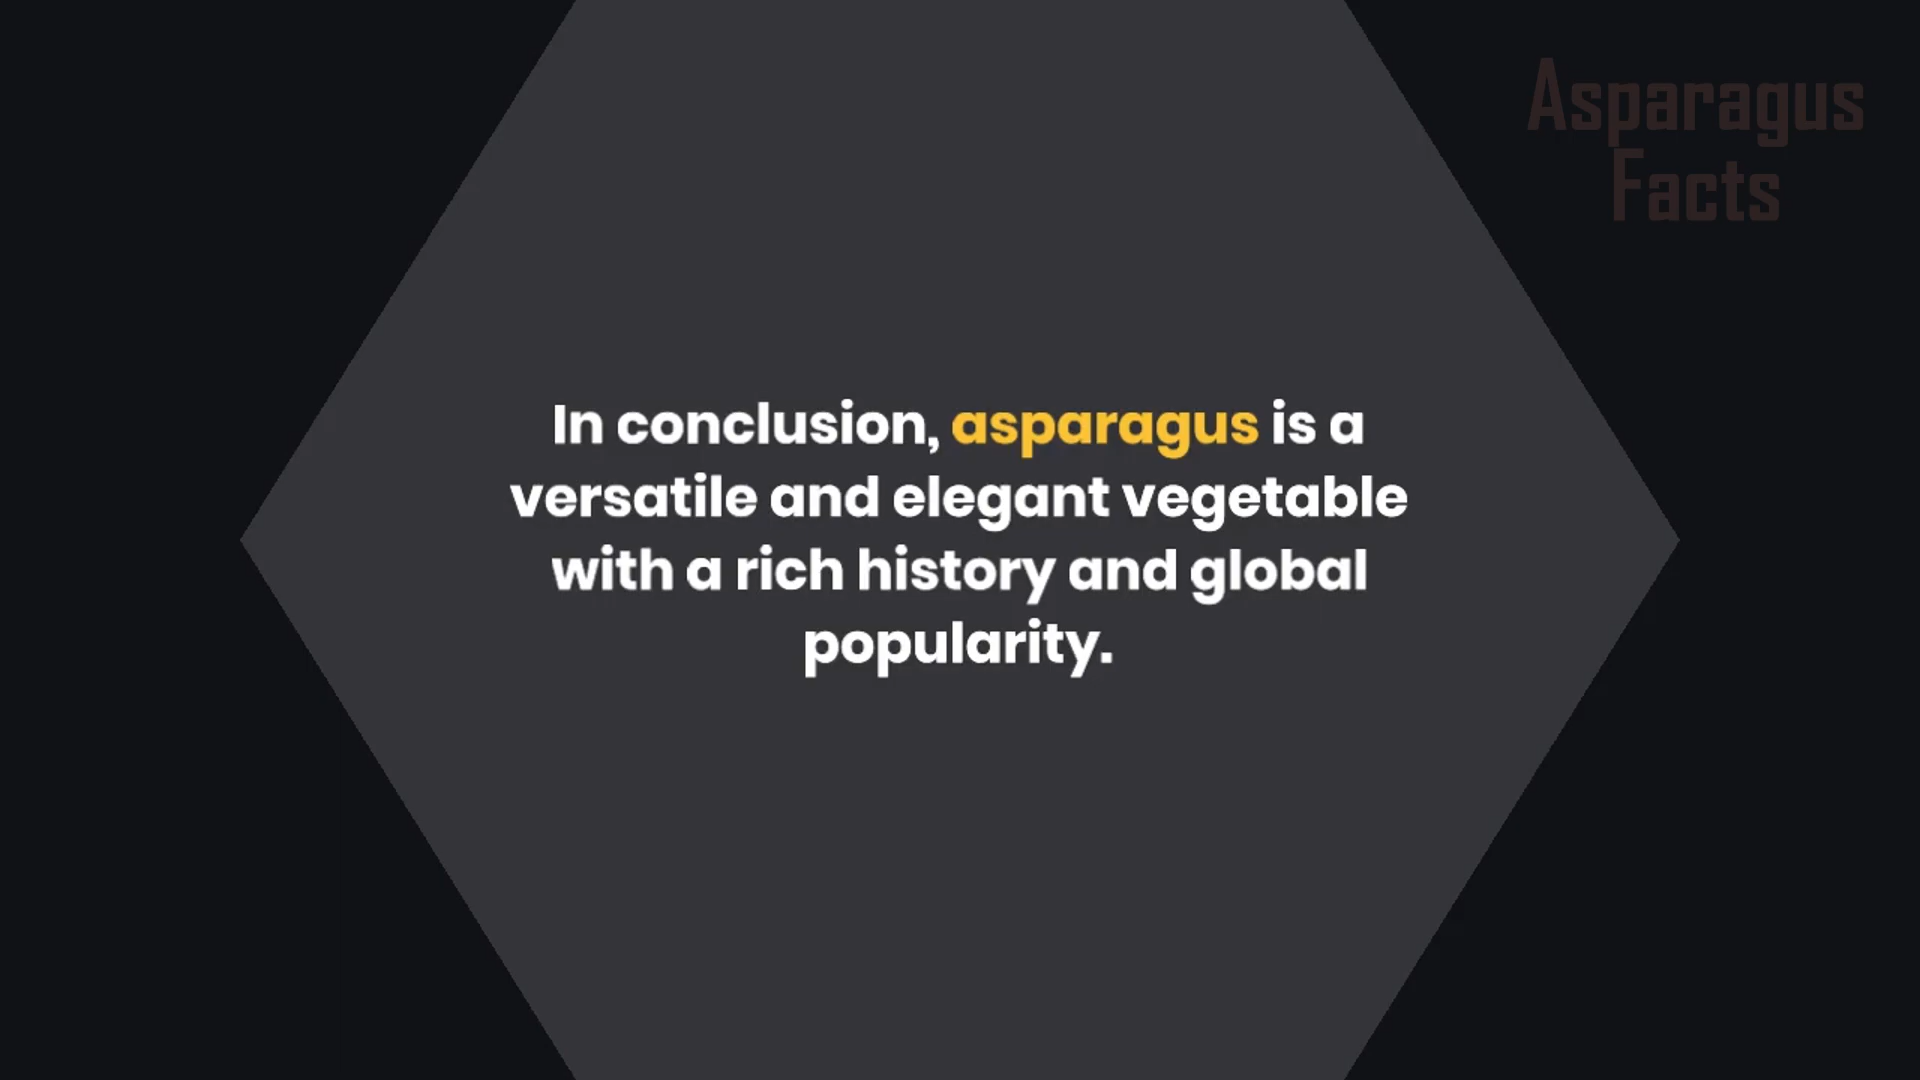 Asparagus
Facts
In conclusion, asparagus is a
versatile and elegant vegetable
with a rich history and global
popularity.